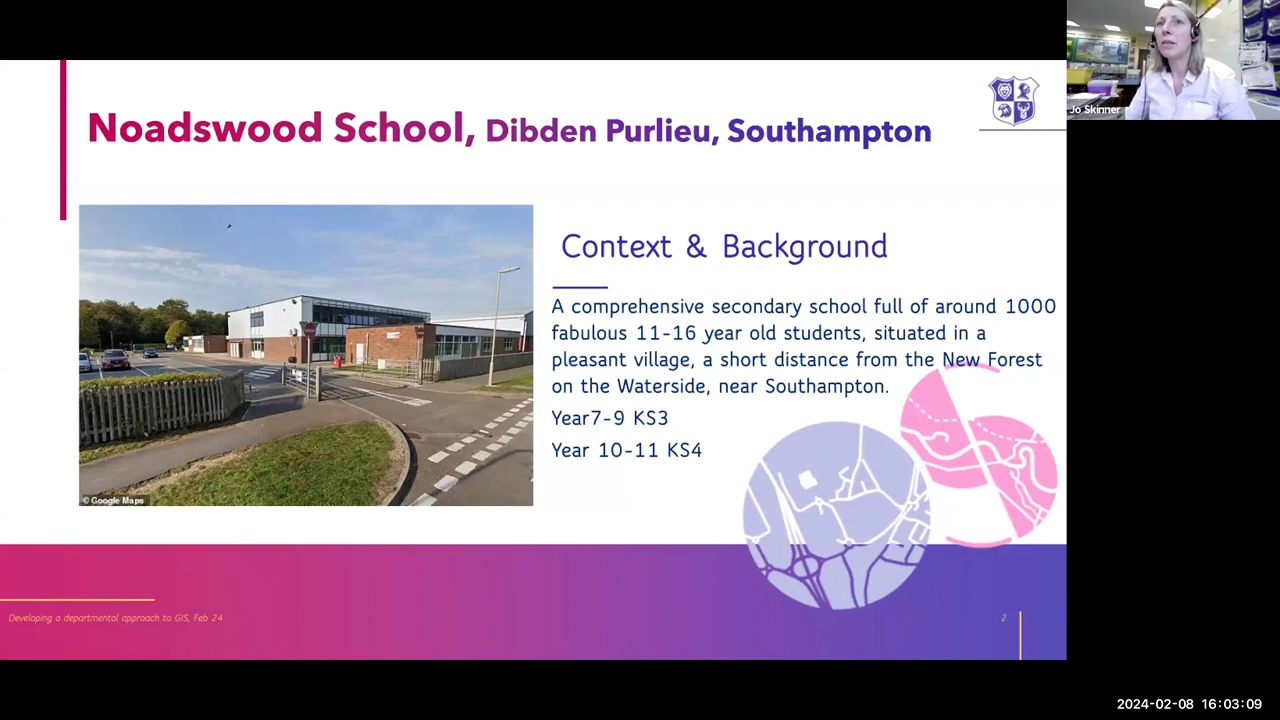 Noadswood School, Dibden Purlieu, Southampton
Jo Skinner
Context & Background
A comprehensive secondary school full of around 1000
fabulous 11-16 year old students, situated in a
pleasant village, a short distance from the New Forest
on the Waterside, near Southampton.
Year7-9 KS3
Year 10-11 KS4
© Google Maps
Developing a departmental approach to GIS, Feb 24
2
2024-02-08 16:03:09